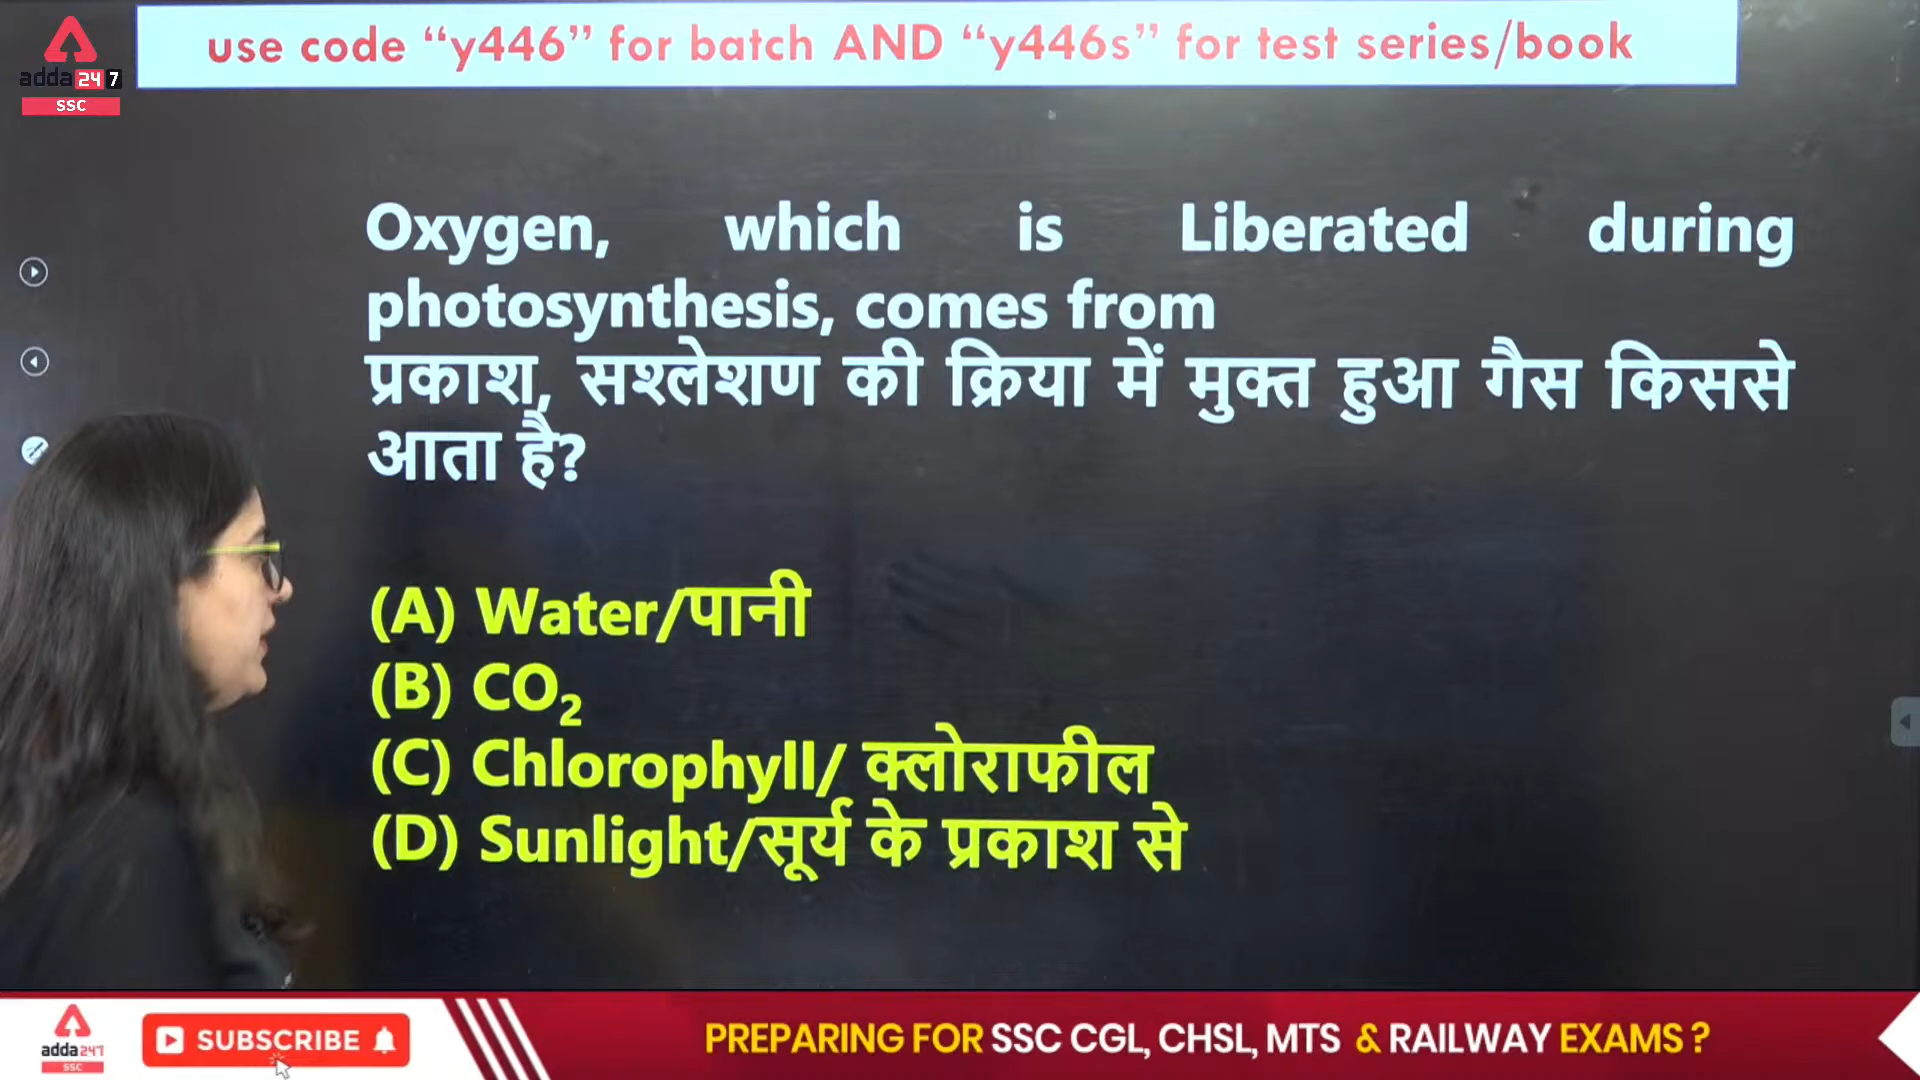 use code “y446” for batch AND “y446s” for test series/book
adda247
SSC
Oxygen, which is Liberated during
photosynthesis, comes from
प्रकाश, सश्लेशण की क्रिया में मुक्त हुआ गैस किससे
आता है?
(A) Water/पानी
(B) CO₂
(C) Chlorophyll/ क्लोराफील
(D) Sunlight/सूर्य के प्रकाश से
adda247
SSC
SUBSCRIBE
PREPARING FOR SSC CGL, CHSL, MTS & RAILWAY EXAMS ?